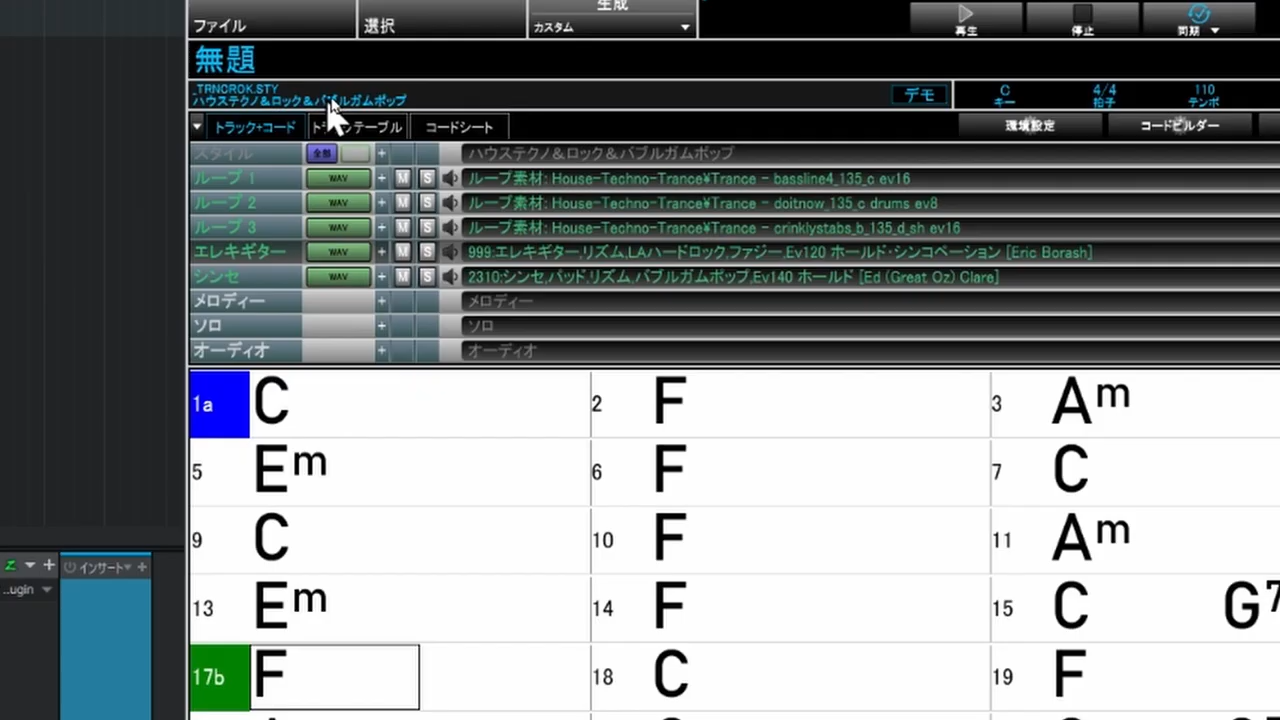 生成
ファイル 選択 カスタム 再生 停止 同期
無題
_TRNCROK.STY
ハウステクノ&ロック&バブルガムポップ デモ C キー 4/4 拍子 110 テンポ
トラック+コード コードシート 環境設定 コードビルダー
スタイル 全部 + ハウステクノ&ロック&バブルガムポップ
ループ 1 WAV + M S ループ素材: House-Techno-Trance¥Trance - bassline4_135_c ev16
ループ 2 WAV + M S ループ素材: House-Techno-Trance¥Trance - doitnow_135_c drums ev8
ループ 3 WAV + M S ループ素材: House-Techno-Trance¥Trance - crinklystabs_b_135_d_sh ev16
エレキギター WAV + M S 999:エレキギター,リズム,LAハードロック,ファジー,Ev120 ホールド・シンコペーション [Eric Borash]
シンセ WAV + M S 2310:シンセ,パッド,リズム,バブルガムポップ,Ev140 ホールド [Ed (Great Oz) Clare]
メロディー + メロディー
ソロ + ソロ
オーディオ + オーディオ
1a C 2 F 3 Am
5 Em 6 F 7 C
9 C 10 F 11 Am
13 Em 14 F 15 C G7
17b F 18 C 19 F
Z + インサート +
..ugin